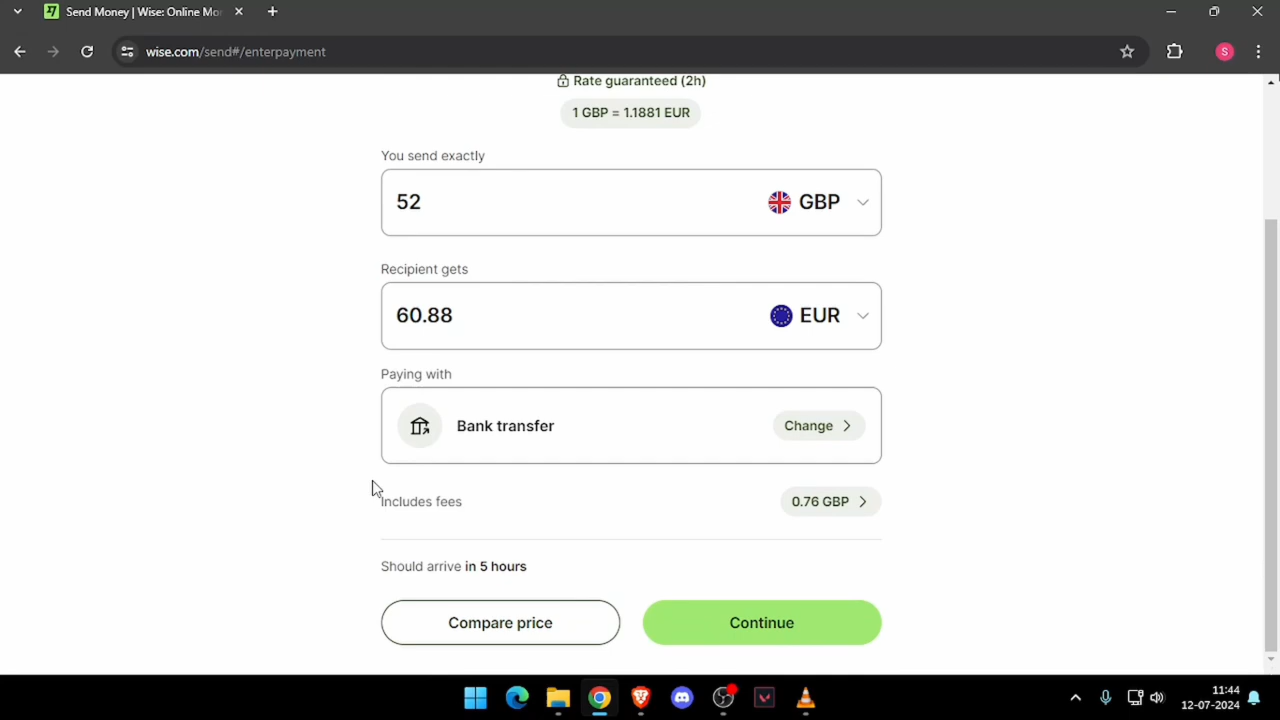 Send Money | Wise: Online Mo
wise.com/send#/enterpayment
S
Rate guaranteed (2h)
1 GBP = 1.1881 EUR
You send exactly
52
GBP
Recipient gets
60.88
EUR
Paying with
Bank transfer
Change
Includes fees
0.76 GBP
Should arrive in 5 hours
Compare price
Continue
11:44
12-07-2024